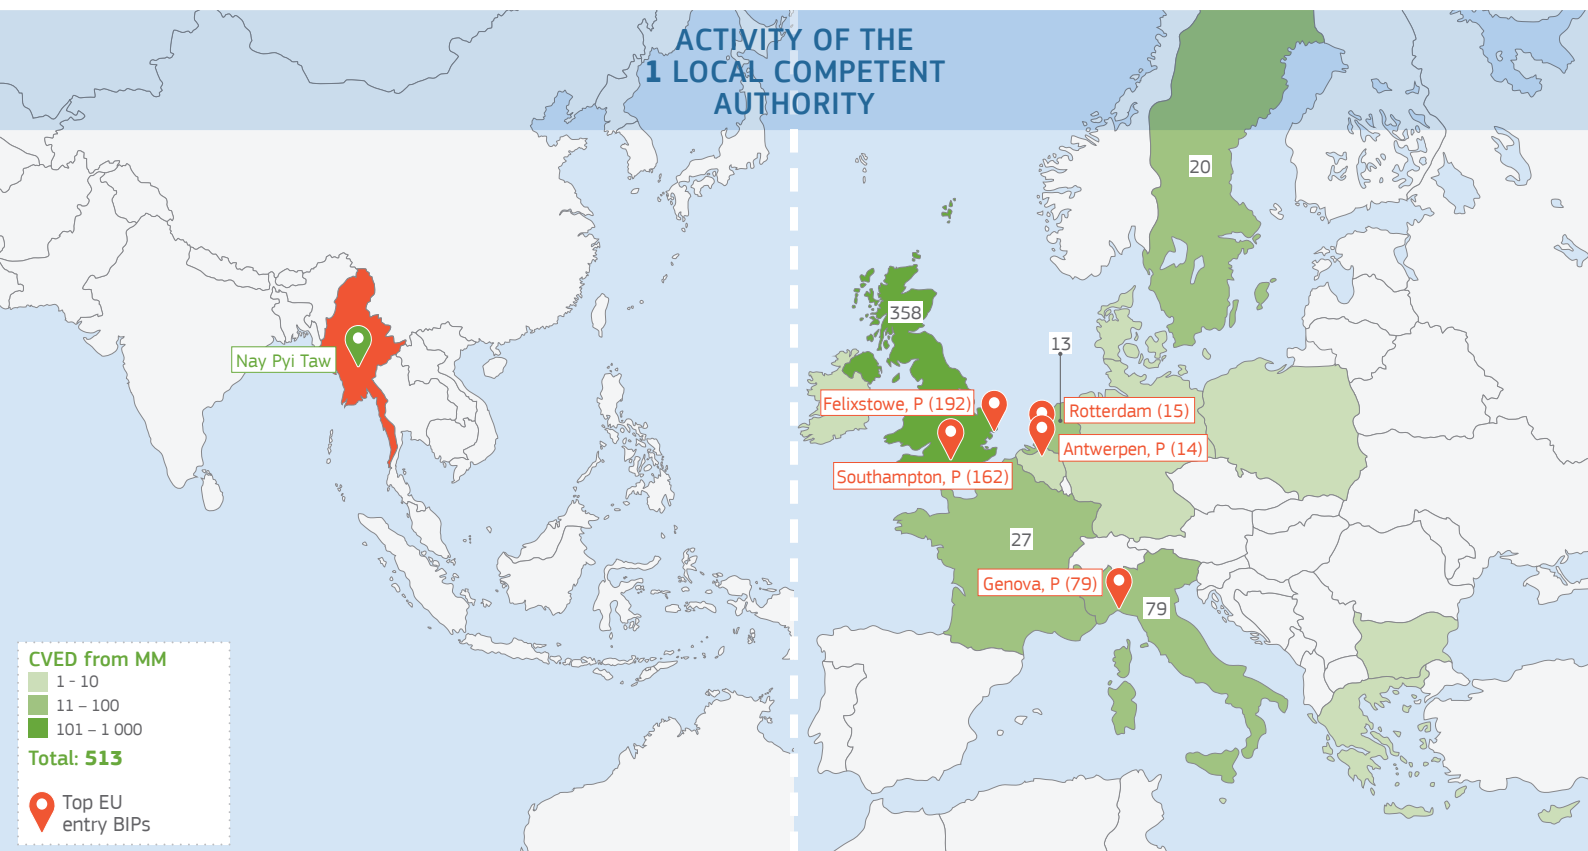 ACTIVITY OF THE
1 LOCAL COMPETENT
AUTHORITY
20
358
13
Nay Pyi Taw
Felixstowe, P (192)
Rotterdam (15)
Antwerpen, P (14)
Southampton, P (162)
27
Genova, P (79)
79
CVED from MM
1 - 10
11 – 100
101 – 1 000
Total: 513
Top EU
entry BIPs